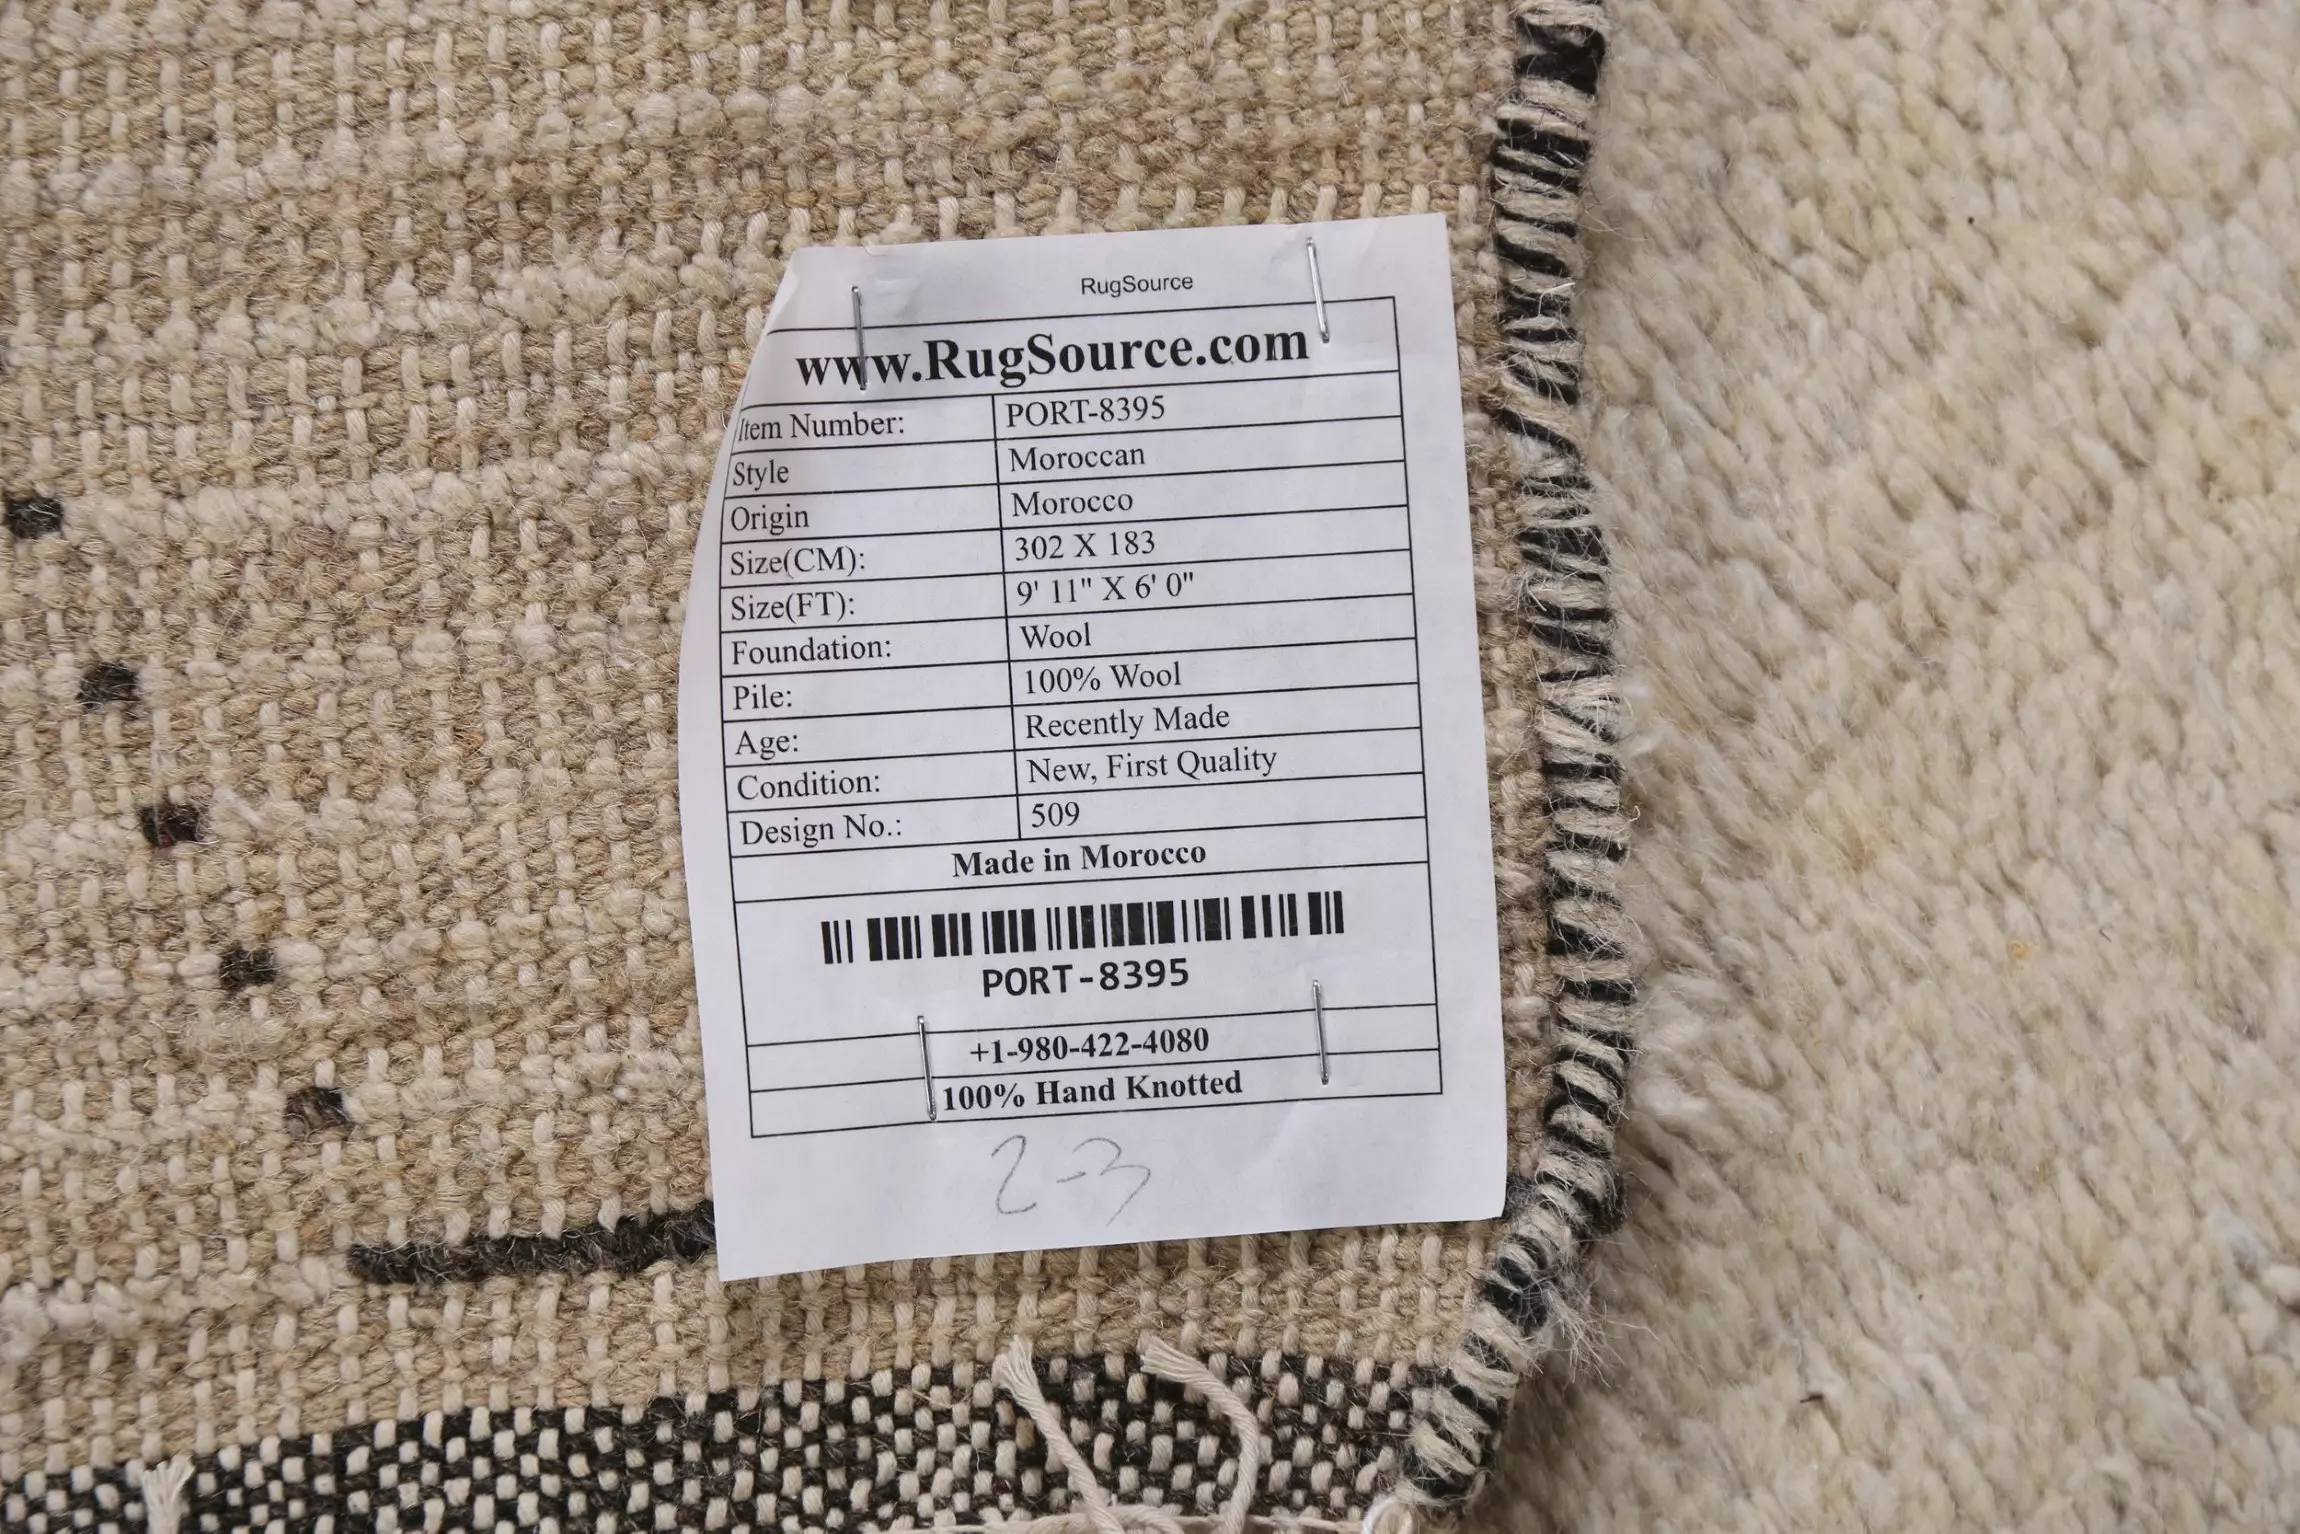 RugSource
www.RugSource.com
Item Number: PORT-8395
Style Moroccan
Origin Morocco
Size(CM): 302 X 183
Size(FT): 9' 11" X 6' 0"
Foundation: Wool
Pile: 100% Wool
Age: Recently Made
Condition: New, First Quality
Design No.: 509
Made in Morocco
PORT-8395
+1-980-422-4080
100% Hand Knotted
2-3